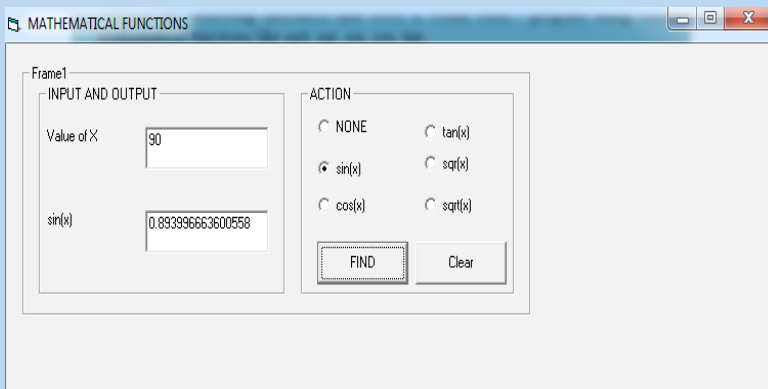 MATHEMATICAL FUNCTIONS
Frame1
INPUT AND OUTPUT
Value of X
90
sin(x)
0.893996663600558
ACTION
NONE
tan(x)
sin(x)
sqr(x)
cos(x)
sqrt(x)
FIND
Clear